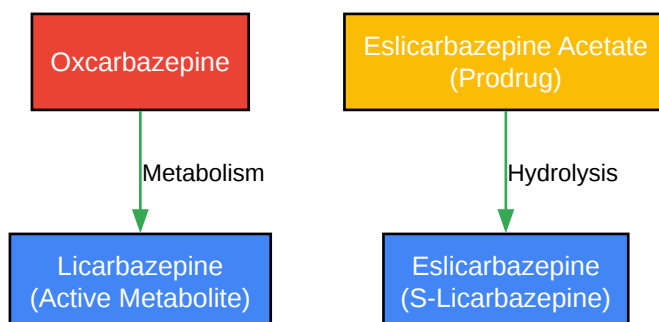 Oxcarbazepine
Eslicarbazepine Acetate
(Prodrug)
Metabolism
Hydrolysis
Licarbazepine
(Active Metabolite)
Eslicarbazepine
(S-Licarbazepine)